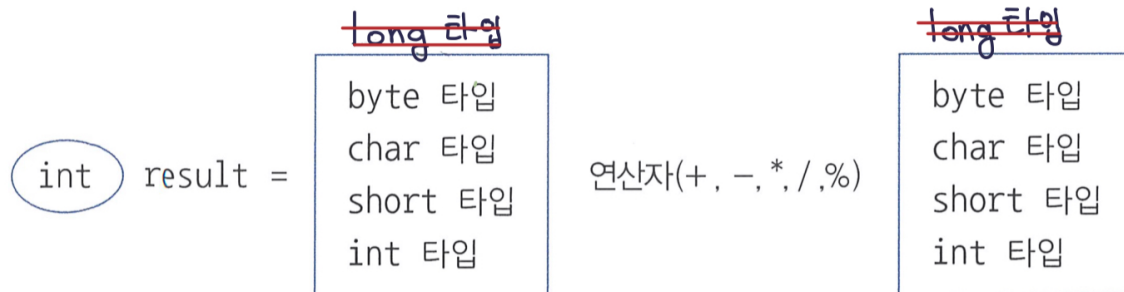 long 타입
long 타입
byte 타입
char 타입
short 타입
int 타입
int result =
연산자(+, −, *, /, %)
byte 타입
char 타입
short 타입
int 타입